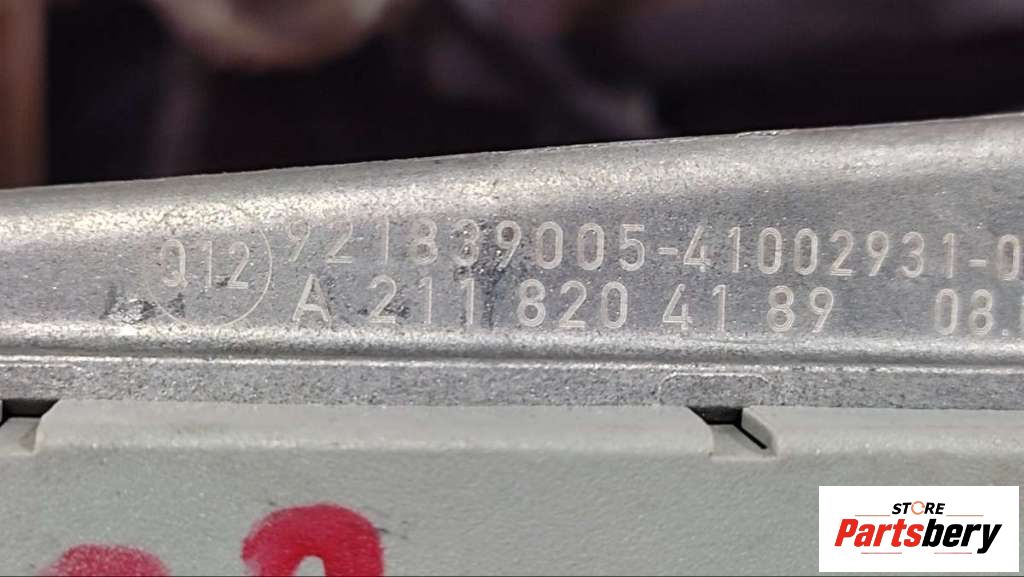 Q12
921839005-41002931-0
A 211 820 41 89 08.
STORE
Partsbery